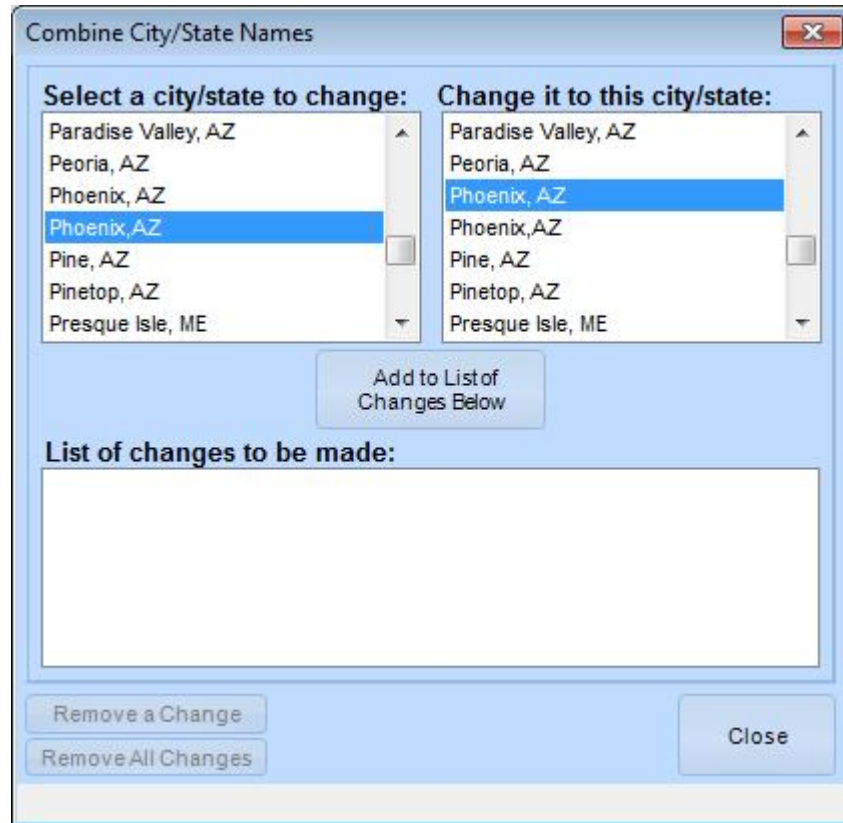 Combine City/State Names
Select a city/state to change:
Paradise Valley, AZ
Peoria, AZ
Phoenix, AZ
Phoenix,AZ
Pine, AZ
Pinetop, AZ
Presque Isle, ME
Change it to this city/state:
Paradise Valley, AZ
Peoria, AZ
Phoenix, AZ
Phoenix,AZ
Pine, AZ
Pinetop, AZ
Presque Isle, ME
Add to List of
Changes Below
List of changes to be made:
Remove a Change
Remove All Changes
Close